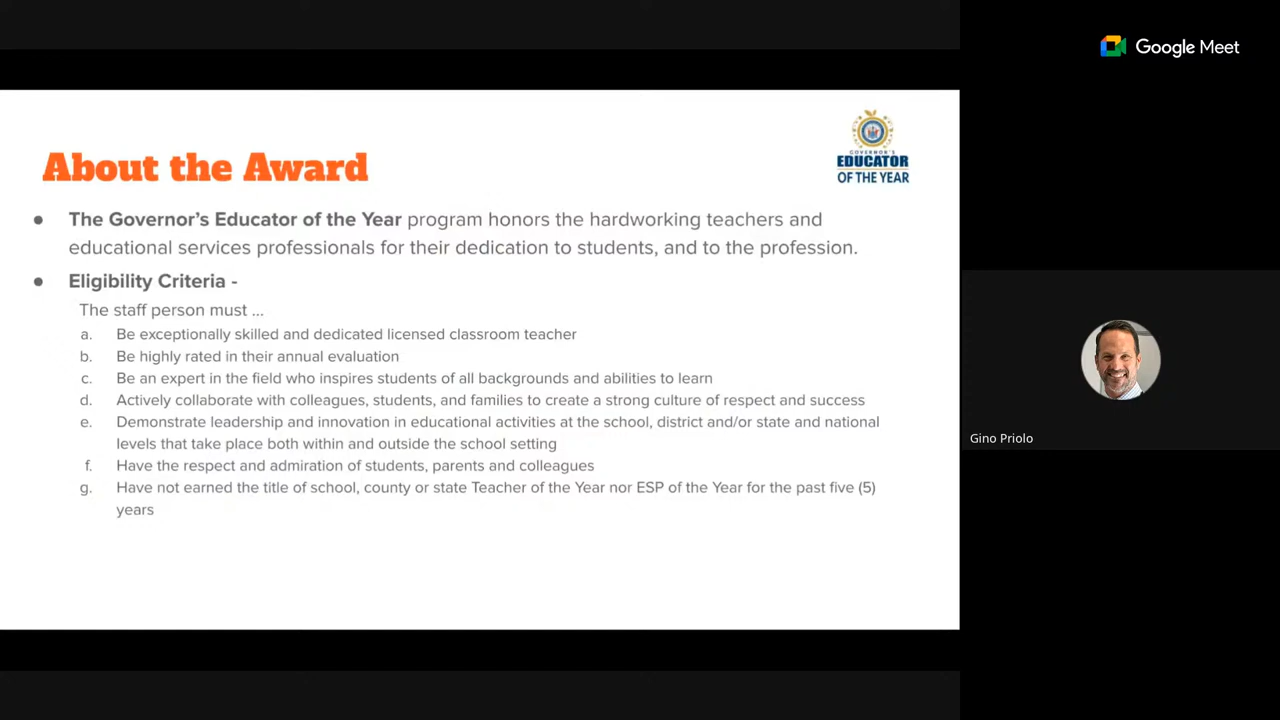 Google Meet
About the Award
GOVERNOR'S
EDUCATOR
OF THE YEAR
● The Governor's Educator of the Year program honors the hardworking teachers and
educational services professionals for their dedication to students, and to the profession.
● Eligibility Criteria -
The staff person must ...
a. Be exceptionally skilled and dedicated licensed classroom teacher
b. Be highly rated in their annual evaluation
c. Be an expert in the field who inspires students of all backgrounds and abilities to learn
d. Actively collaborate with colleagues, students, and families to create a strong culture of respect and success
e. Demonstrate leadership and innovation in educational activities at the school, district and/or state and national
levels that take place both within and outside the school setting
f. Have the respect and admiration of students, parents and colleagues
g. Have not earned the title of school, county or state Teacher of the Year nor ESP of the Year for the past five (5)
years
Gino Priolo